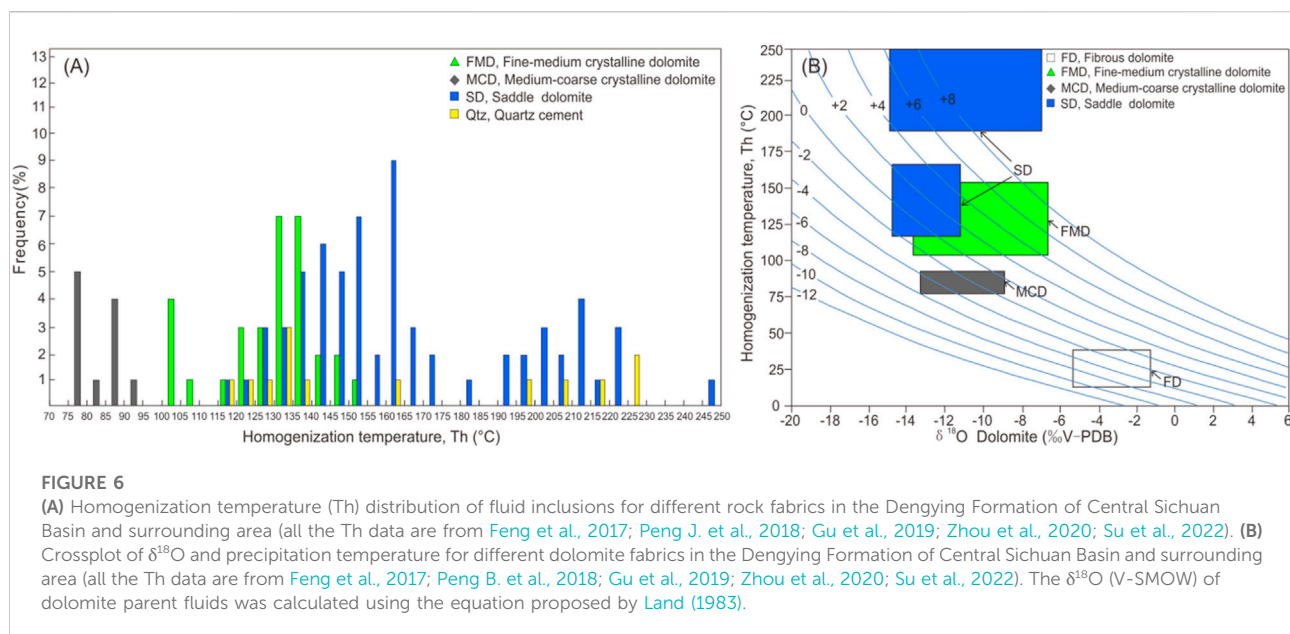 (A)
FMD, Fine-medium crystalline dolomite
MCD, Medium-coarse crystalline dolomite
SD, Saddle dolomite
Qtz, Quartz cement
Frequency(%)
13
12
11
10
9
8
7
6
5
4
3
2
1
70 75 80 85 90 95 100 105 110 115 120 125 130 135 140 145 150 155 160 165 170 175 180 185 190 195 200 205 210 215 220 225 230 235 240 245 250
Homogenization temperature, Th (°C)
(B)
FD, Fibrous dolomite
FMD, Fine-medium crystalline dolomite
MCD, Medium-coarse crystalline dolomite
SD, Saddle dolomite
Homogenization temperature, Th (°C)
250
225
200
175
150
125
100
75
50
25
0
0 +2 +4 +6 +8
-2
-4
-6
-8
-10
-12
SD
FMD
MCD
FD
-20 -18 -16 -14 -12 -10 -8 -6 -4 -2 0 2 4 6
δ ¹⁸O Dolomite (‰V-PDB)
FIGURE 6
(A) Homogenization temperature (Th) distribution of fluid inclusions for different rock fabrics in the Dengying Formation of Central Sichuan
Basin and surrounding area (all the Th data are from Feng et al., 2017; Peng J. et al., 2018; Gu et al., 2019; Zhou et al., 2020; Su et al., 2022). (B)
Crossplot of δ¹⁸O and precipitation temperature for different dolomite fabrics in the Dengying Formation of Central Sichuan Basin and surrounding
area (all the Th data are from Feng et al., 2017; Peng B. et al., 2018; Gu et al., 2019; Zhou et al., 2020; Su et al., 2022). The δ¹⁸O (V-SMOW) of
dolomite parent fluids was calculated using the equation proposed by Land (1983).